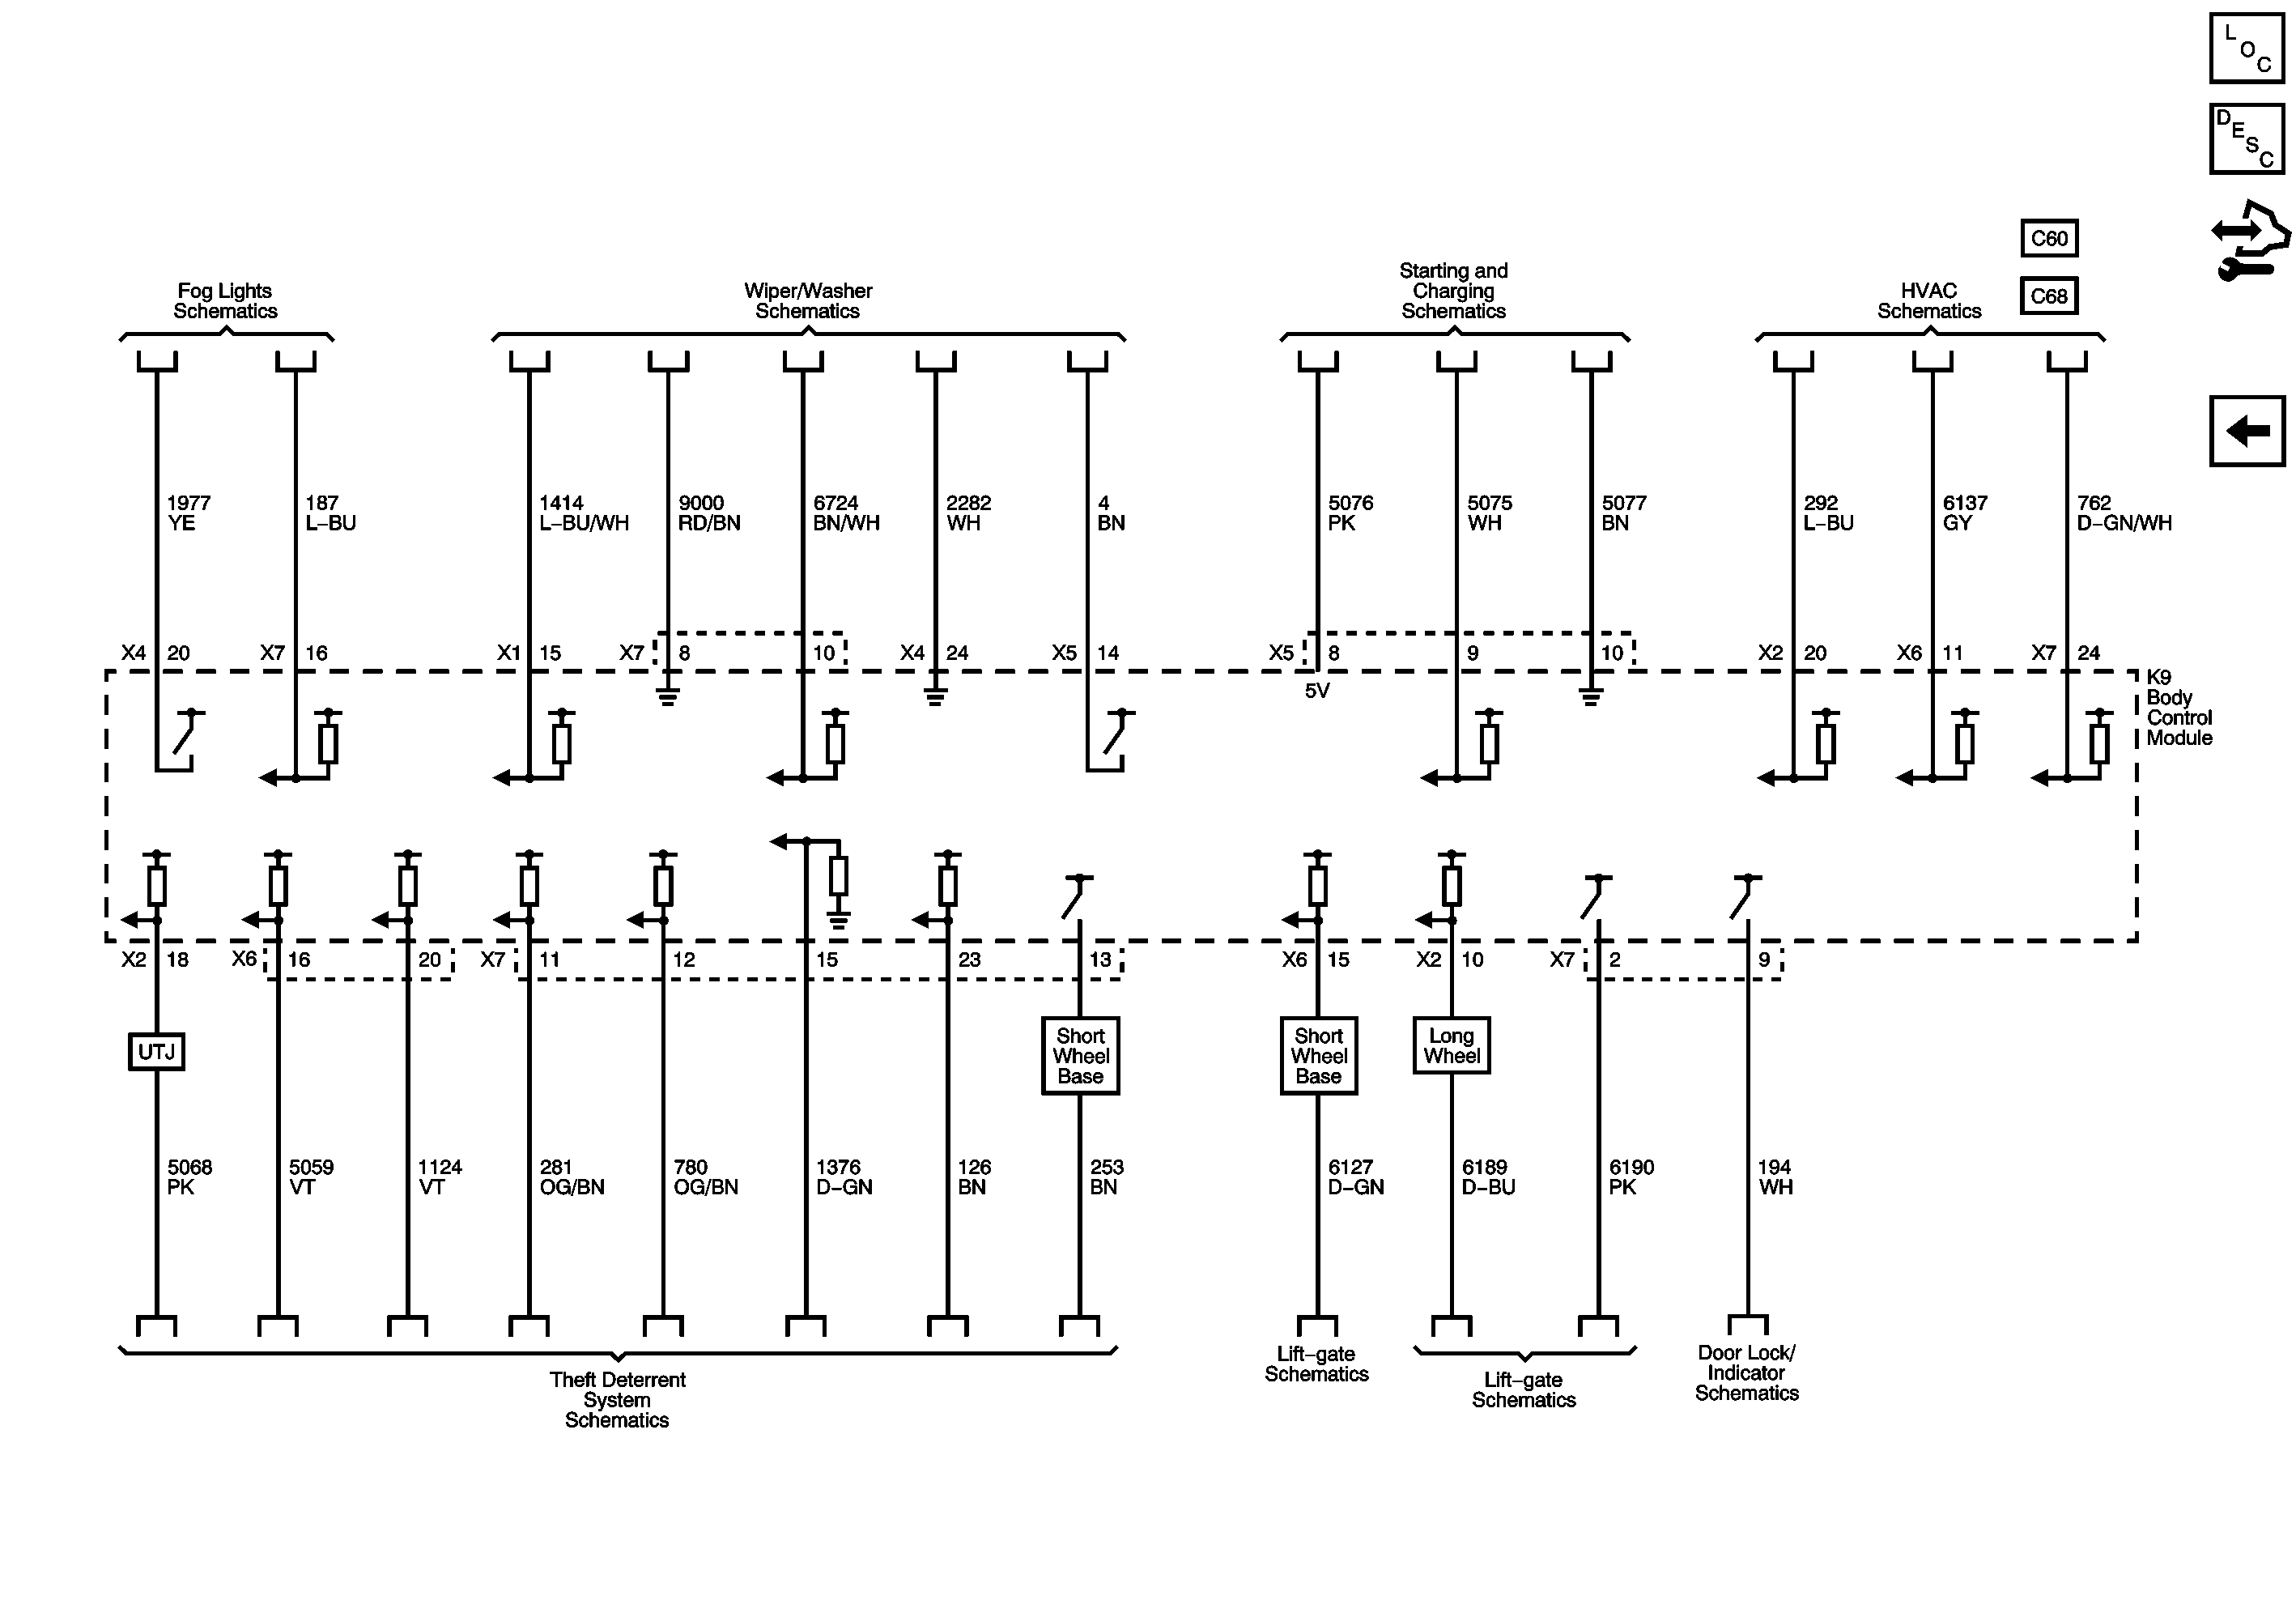 L
O
C
D
E
S
C
C60
C68
Fog Lights
Schematics
Wiper/Washer
Schematics
Starting and
Charging
Schematics
HVAC
Schematics
1977
YE
187
L–BU
1414
L–BU/WH
9000
RD/BN
6724
BN/WH
2282
WH
4
BN
5076
PK
5075
WH
5077
BN
292
L–BU
6137
GY
762
D–GN/WH
X4 20 X7 16 X1 15 X7 8 10 X4 24 X5 14 X5 8 9 10 X2 20 X6 11 X7 24
5V
K9
Body
Control
Module
X2 18 X6 16 20 X7 11 12 15 23 13 X6 15 X2 10 X7 2 9
UTJ
Short
Wheel
Base
Short
Wheel
Base
Long
Wheel
5068
PK
5059
VT
1124
VT
281
OG/BN
780
OG/BN
1376
D–GN
126
BN
253
BN
6127
D–GN
6189
D–BU
6190
PK
194
WH
Theft Deterrent
System
Schematics
Lift–gate
Schematics
Lift–gate
Schematics
Door Lock/
Indicator
Schematics